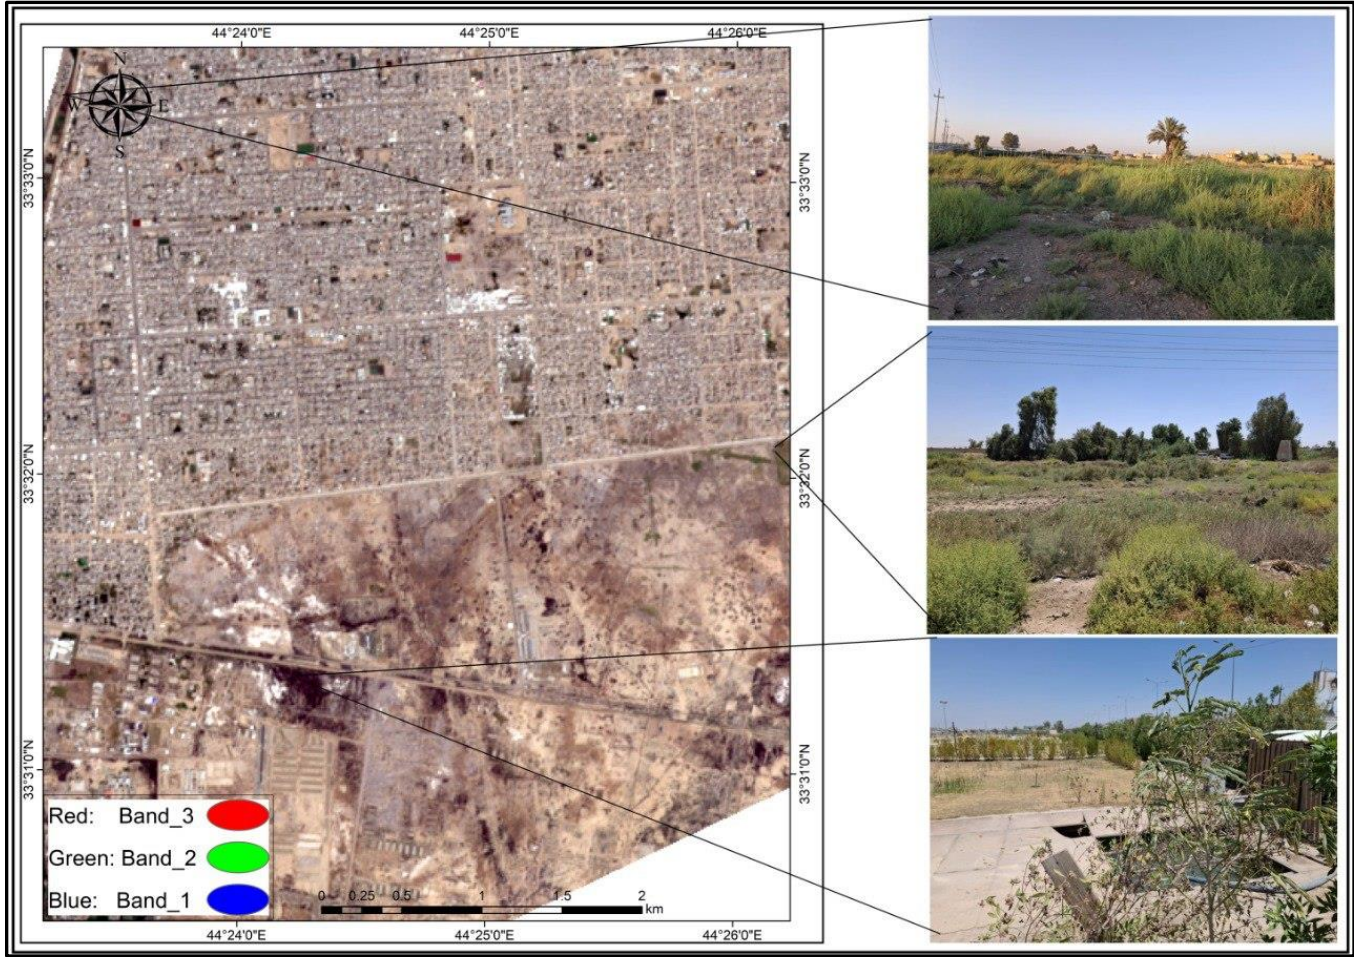 44°24'0"E 44°25'0"E 44°26'0"E
N
W E
S
33°33'0"N 33°33'0"N
33°32'0"N 33°32'0"N
33°31'0"N 33°31'0"N
Red: Band_3
Green: Band_2
Blue: Band_1
0 0.25 0.5 1 1.5 2
km
44°24'0"E 44°25'0"E 44°26'0"E